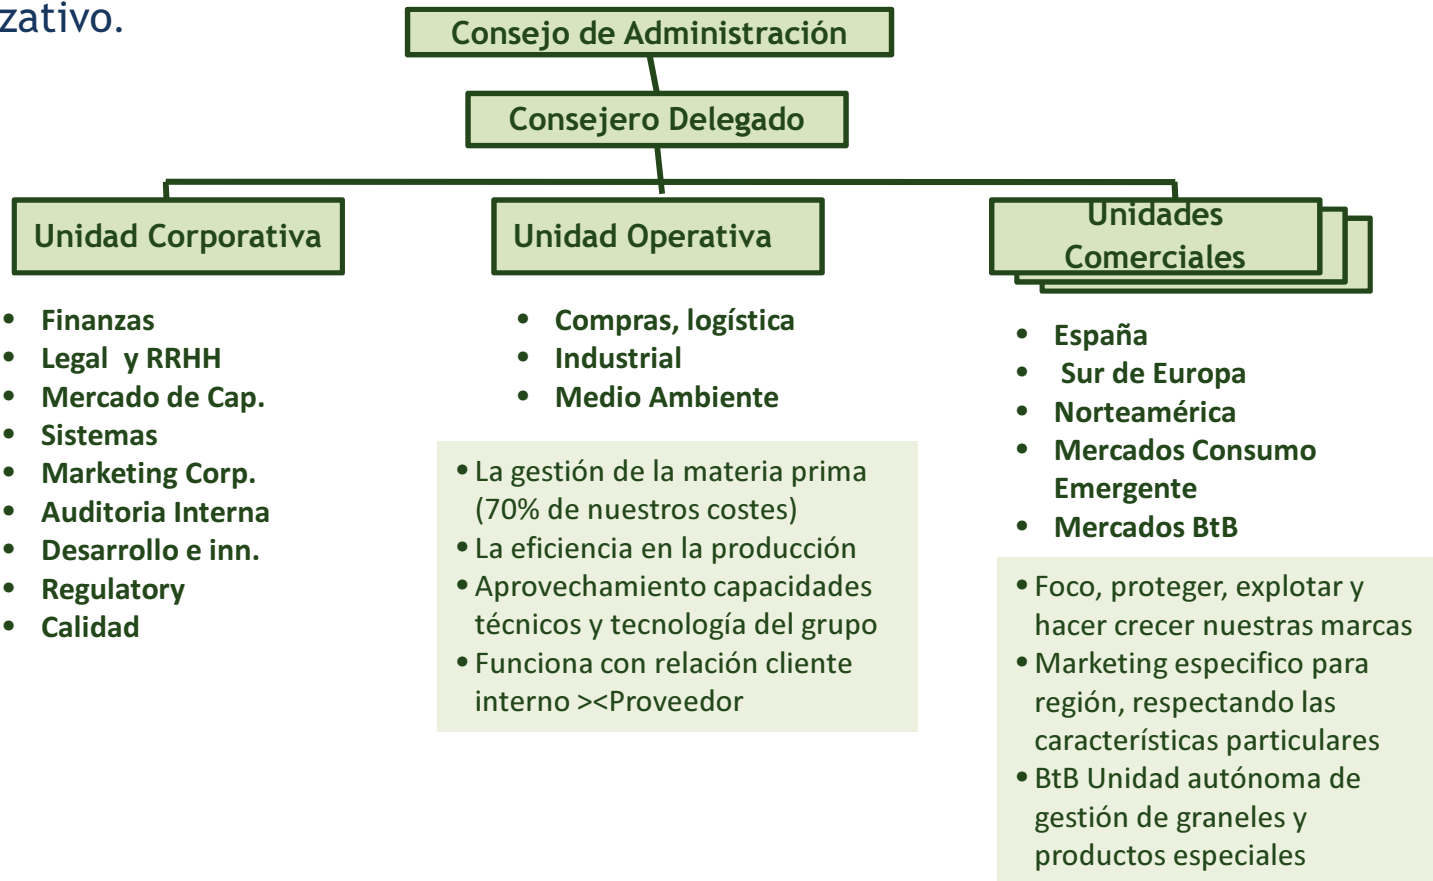 zativo.
Consejo de Administración
Consejero Delegado
Unidad Corporativa
• Finanzas
• Legal y RRHH
• Mercado de Cap.
• Sistemas
• Marketing Corp.
• Auditoria Interna
• Desarrollo e inn.
• Regulatory
• Calidad
Unidad Operativa
• Compras, logística
• Industrial
• Medio Ambiente
• La gestión de la materia prima
(70% de nuestros costes)
• La eficiencia en la producción
• Aprovechamiento capacidades
técnicos y tecnología del grupo
• Funciona con relación cliente
interno ><Proveedor
Unidades
Comerciales
• España
• Sur de Europa
• Norteamérica
• Mercados Consumo
Emergente
• Mercados BtB
• Foco, proteger, explotar y
hacer crecer nuestras marcas
• Marketing especifico para
región, respectando las
características particulares
• BtB Unidad autónoma de
gestión de graneles y
productos especiales